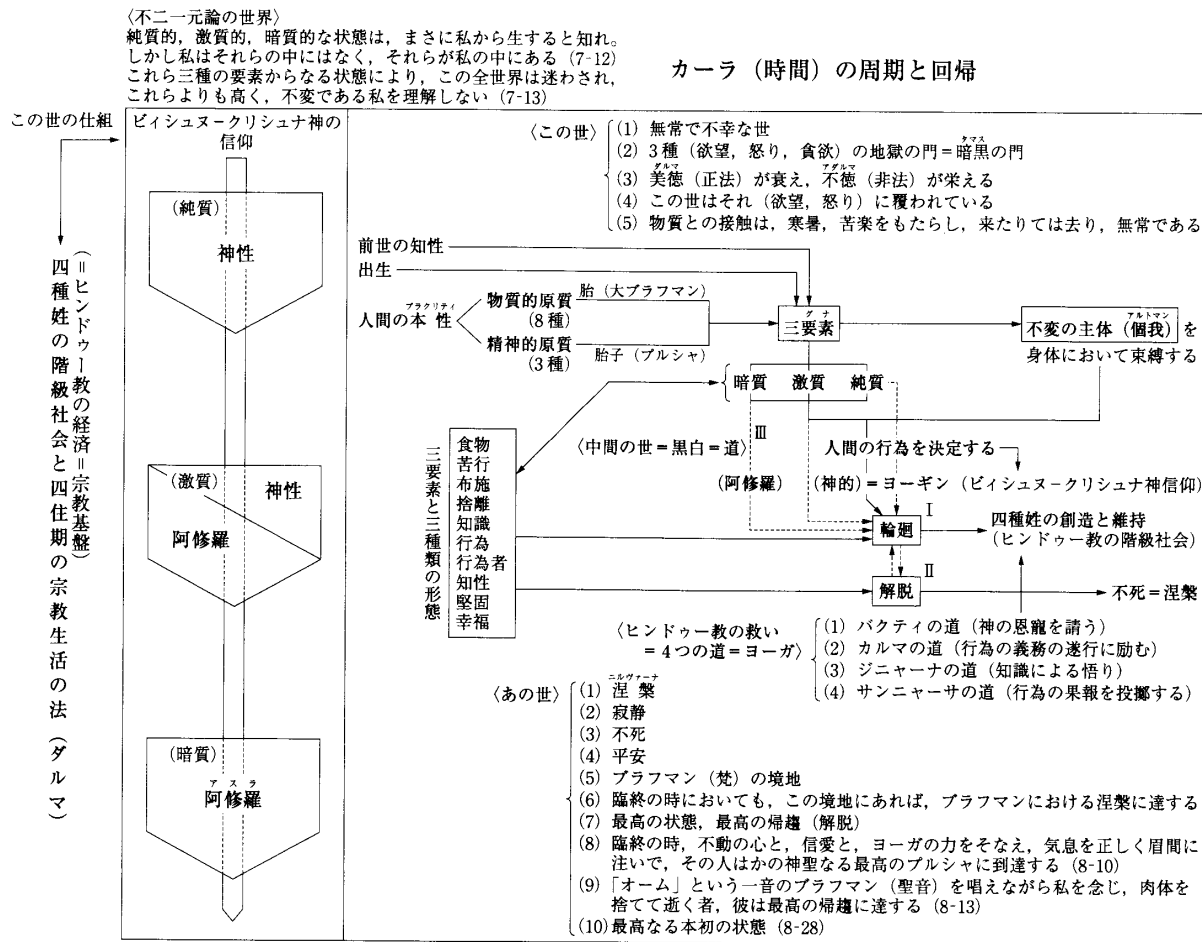 〈不二一元論の世界〉
純質的，激質的，暗質的な状態は，まさに私から生ずると知れ。
しかし私はそれらの中にはなく，それらが私の中にある (7-12)
これら三種の要素からなる状態により，この全世界は迷わされ，
これらよりも高く，不変である私を理解しない (7-13)
カーラ（時間）の周期と回帰
この世の仕組
四種姓の階級社会と四住期の宗教生活の法（ダルマ）
（＝ヒンドゥー教の経済＝宗教基盤）
ビィシュヌ－クリシュナ神の
信仰
（純質）
神性
（激質）
神性
阿修羅
（暗質）
アスラ
阿修羅
〈この世〉
(1) 無常で不幸な世
タマス
(2) 3種（欲望，怒り，貪欲）の地獄の門＝暗黒の門
ダルマ アダルマ
(3) 美徳（正法）が衰え，不徳（非法）が栄える
(4) この世はそれ（欲望，怒り）に覆われている
(5) 物質との接触は，寒暑，苦楽をもたらし，来たりては去り，無常である
前世の知性
出生
プラクリティ
人間の本性
物質的原質
(8種)
胎（大ブラフマン）
精神的原質
(3種)
胎子（プルシャ）
グナ
三要素
アルトマン
不変の主体（個我）を
身体において束縛する
暗質 激質 純質
Ⅲ
〈中間の世＝黒白＝道〉
人間の行為を決定する
（阿修羅）
（神的）＝ヨーギン（ビィシュヌ－クリシュナ神信仰）
三要素と三種類の形態
食物
苦行
布施
捨離
知識
行為
行為者
知性
堅固
幸福
Ⅰ
輪廻
四種姓の創造と維持
（ヒンドゥー教の階級社会）
Ⅱ
解脱
不死＝涅槃
〈ヒンドゥー教の救い
＝4つの道＝ヨーガ〉
(1) バクティの道（神の恩寵を請う）
(2) カルマの道（行為の義務の遂行に励む）
(3) ジニャーナの道（知識による悟り）
(4) サンニャーサの道（行為の果報を投擲する）
〈あの世〉
ニルヴァーナ
(1) 涅槃
(2) 寂静
(3) 不死
(4) 平安
(5) ブラフマン（梵）の境地
(6) 臨終の時においても，この境地にあれば，ブラフマンにおける涅槃に達する
(7) 最高の状態，最高の帰趨（解脱）
(8) 臨終の時，不動の心と，信愛と，ヨーガの力をそなえ，気息を正しく眉間に
注いで，その人はかの神聖なる最高のプルシャに到達する (8-10)
(9) 「オーム」という一音のブラフマン（聖音）を唱えながら私を念じ，肉体を
捨てて逝く者，彼は最高の帰趨に達する (8-13)
(10) 最高なる本初の状態 (8-28)